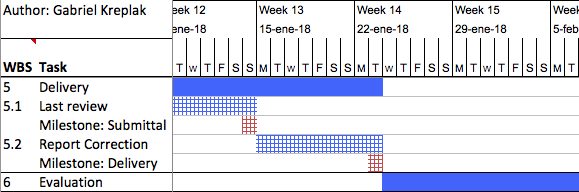 Author: Gabriel Kreplak
eek 12 Week 13 Week 14 Week 15 Week
ene-18 15-ene-18 22-ene-18 29-ene-18 5-feb
WBS Task T W T F S S M T W T F S S M T W T F S S M T W T F S S M T
5 Delivery
5.1 Last review
Milestone: Submittal
5.2 Report Correction
Milestone: Delivery
6 Evaluation